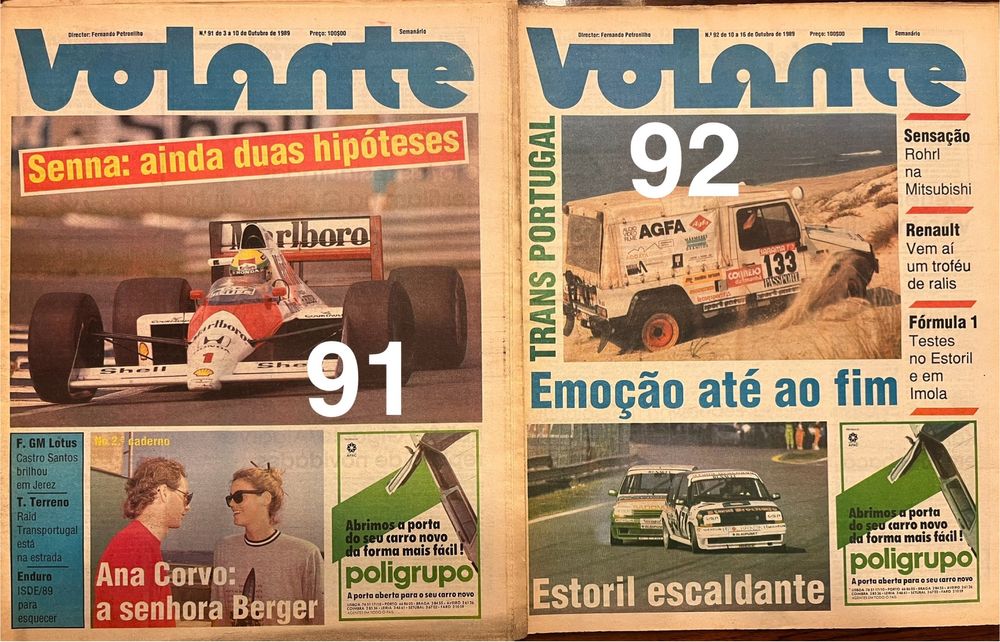 Director: Fernando Petronilho
N.º 91 de 3 a 10 de Outubro de 1989
Preço: 100$00
Semanário
Volante
Senna: ainda duas hipóteses
Marlboro
Marlboro
HONDA
1
Shell
Shell
91
F. GM Lotus
Castro Santos
brilhou
em Jerez
T. Terreno
Raid
Transportugal
está
na estrada
Enduro
ISDE/89
para
esquecer
No 2.º caderno
Ana Corvo:
a senhora Berger
Abrimos a porta
do seu carro novo
da forma mais fácil!
poligrupo
A porta aberta para o seu carro novo
Director: Fernando Petronilho
N.º 92 de 10 a 16 de Outubro de 1989
Preço: 100$00
Semanário
Volante
TRANS PORTUGAL
92
AGFA
133
Emoção até ao fim
Sensação
Rohrl
na
Mitsubishi
Renault
Vem aí
um troféu
de ralis
Fórmula 1
Testes
no Estoril
e em
Imola
BLAUPUNKT
Estoril escaldante
Abrimos a porta
do seu carro novo
da forma mais fácil!
poligrupo
A porta aberta para o seu carro novo